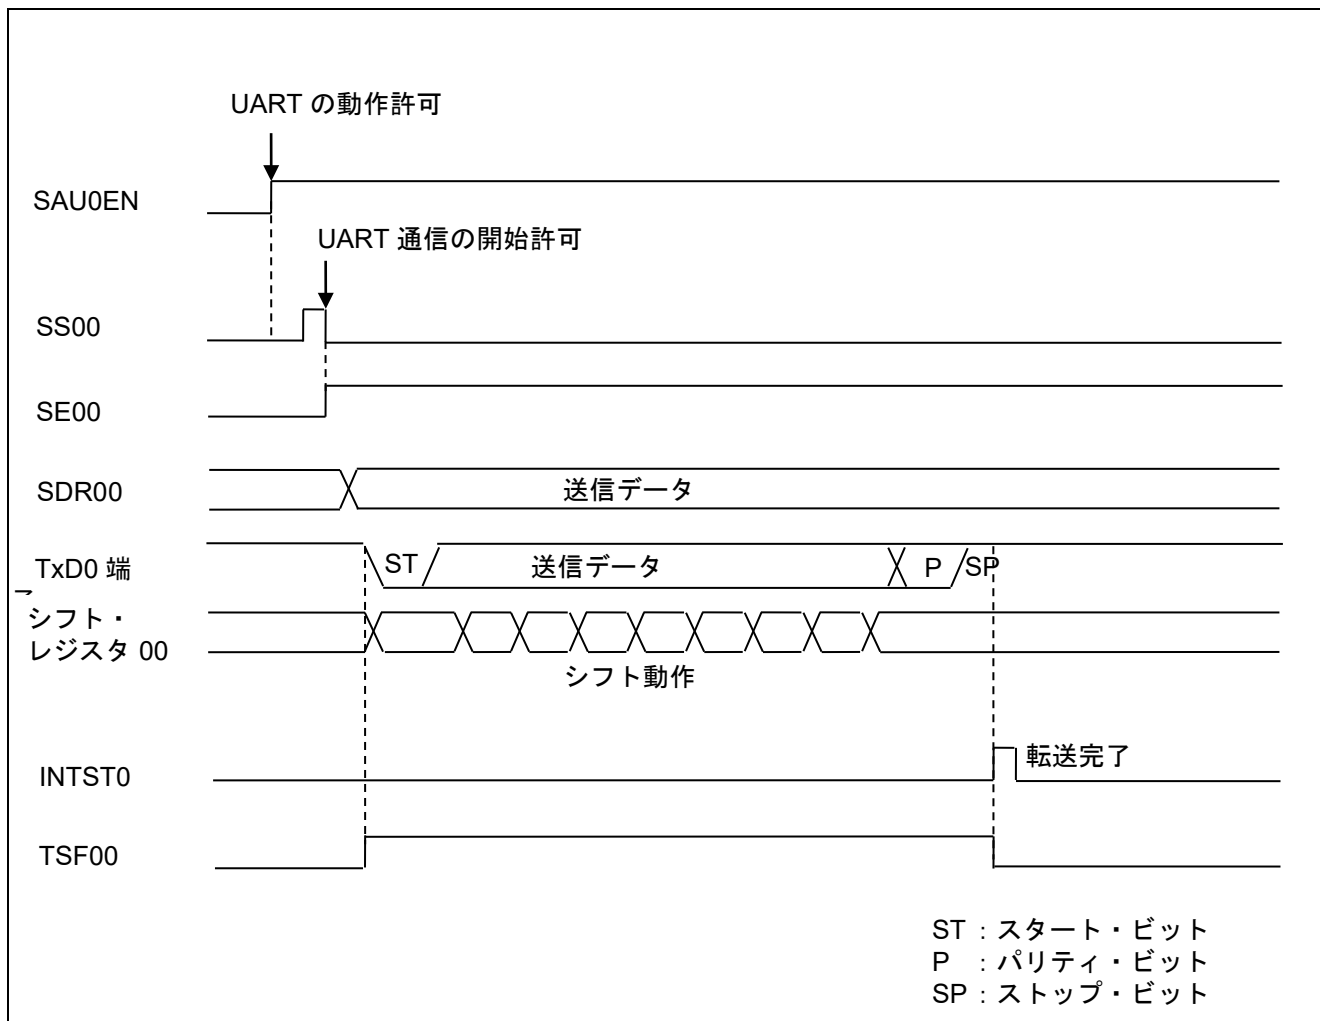 UART の動作許可
SAU0EN
UART 通信の開始許可
SS00
SE00
SDR00
送信データ
TxD0 端
ST
送信データ
P
SP
シフト・
レジスタ 00
シフト動作
INTST0
転送完了
TSF00
ST : スタート・ビット
P : パリティ・ビット
SP : ストップ・ビット